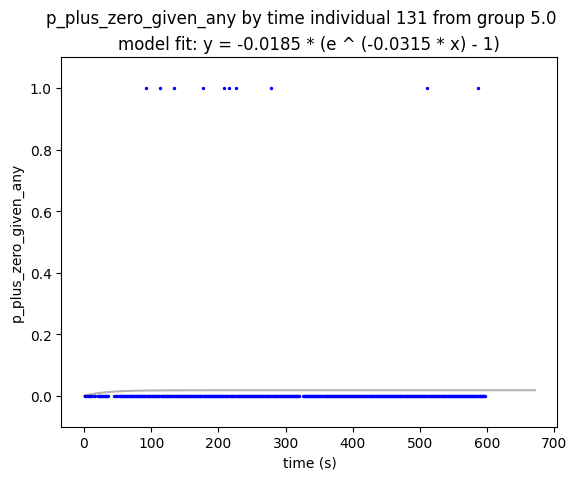 p_plus_zero_given_any by time individual 131 from group 5.0
model fit: y = -0.0185 * (e ^ (-0.0315 * x) - 1)
1.0
0.8
0.6
0.4
0.2
0.0
p_plus_zero_given_any
0 100 200 300 400 500 600 700
time (s)